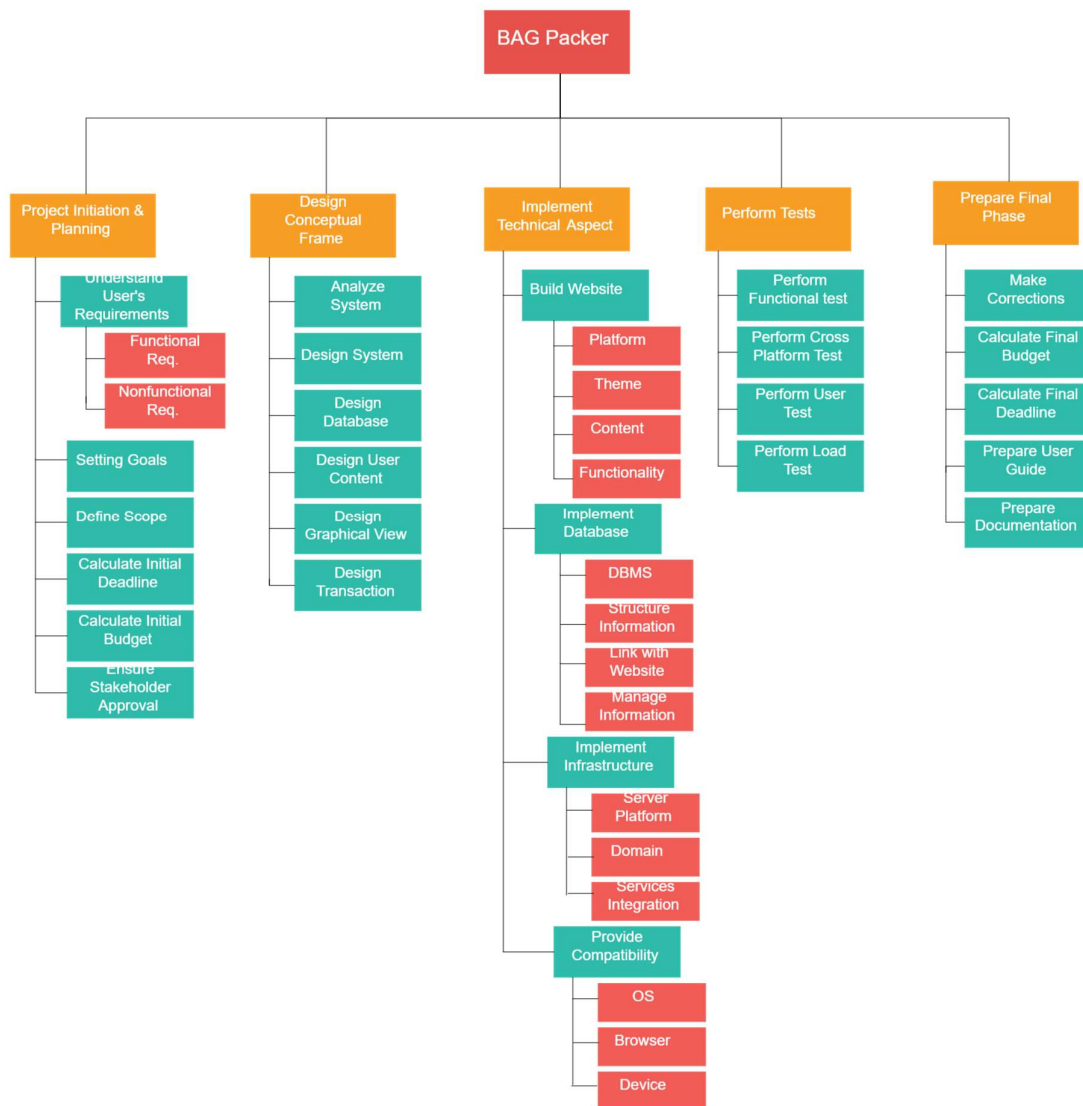 BAG Packer
Project Initiation &
Planning
Understand
User's
Requirements
Functional
Req.
Nonfunctional
Req.
Setting Goals
Define Scope
Calculate Initial
Deadline
Calculate Initial
Budget
Ensure
Stakeholder
Approval
Design
Conceptual
Frame
Analyze
System
Design System
Design
Database
Design User
Content
Design
Graphical View
Design
Transaction
Implement
Technical Aspect
Build Website
Platform
Theme
Content
Functionality
Implement
Database
DBMS
Structure
Information
Link with
Website
Manage
Information
Implement
Infrastructure
Server
Platform
Domain
Services
Integration
Provide
Compatibility
OS
Browser
Device
Perform Tests
Perform
Functional test
Perform Cross
Platform Test
Perform User
Test
Perform Load
Test
Prepare Final
Phase
Make
Corrections
Calculate Final
Budget
Calculate Final
Deadline
Prepare User
Guide
Prepare
Documentation